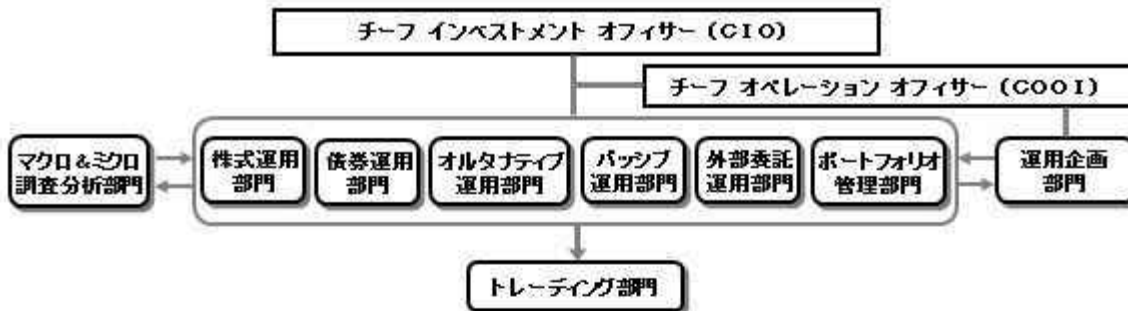 チーフ インベストメント オフィサー (CIO)
チーフ オペレーション オフィサー (COOI)
マクロ&ミクロ
調査分析部門
株式運用
部門
債券運用
部門
オルタナティブ
運用部門
パッシブ
運用部門
外部委託
運用部門
ポートフォリオ
管理部門
運用企画
部門
トレーディング部門